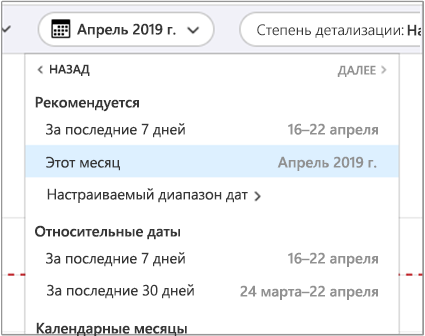 Апрель 2019 г.
Степень детализации:
НАЗАД
ДАЛЕЕ
Рекомендуется
За последние 7 дней 16–22 апреля
Этот месяц Апрель 2019 г.
Настраиваемый диапазон дат
Относительные даты
За последние 7 дней 16–22 апреля
За последние 30 дней 24 марта–22 апреля
Календарные месяцы